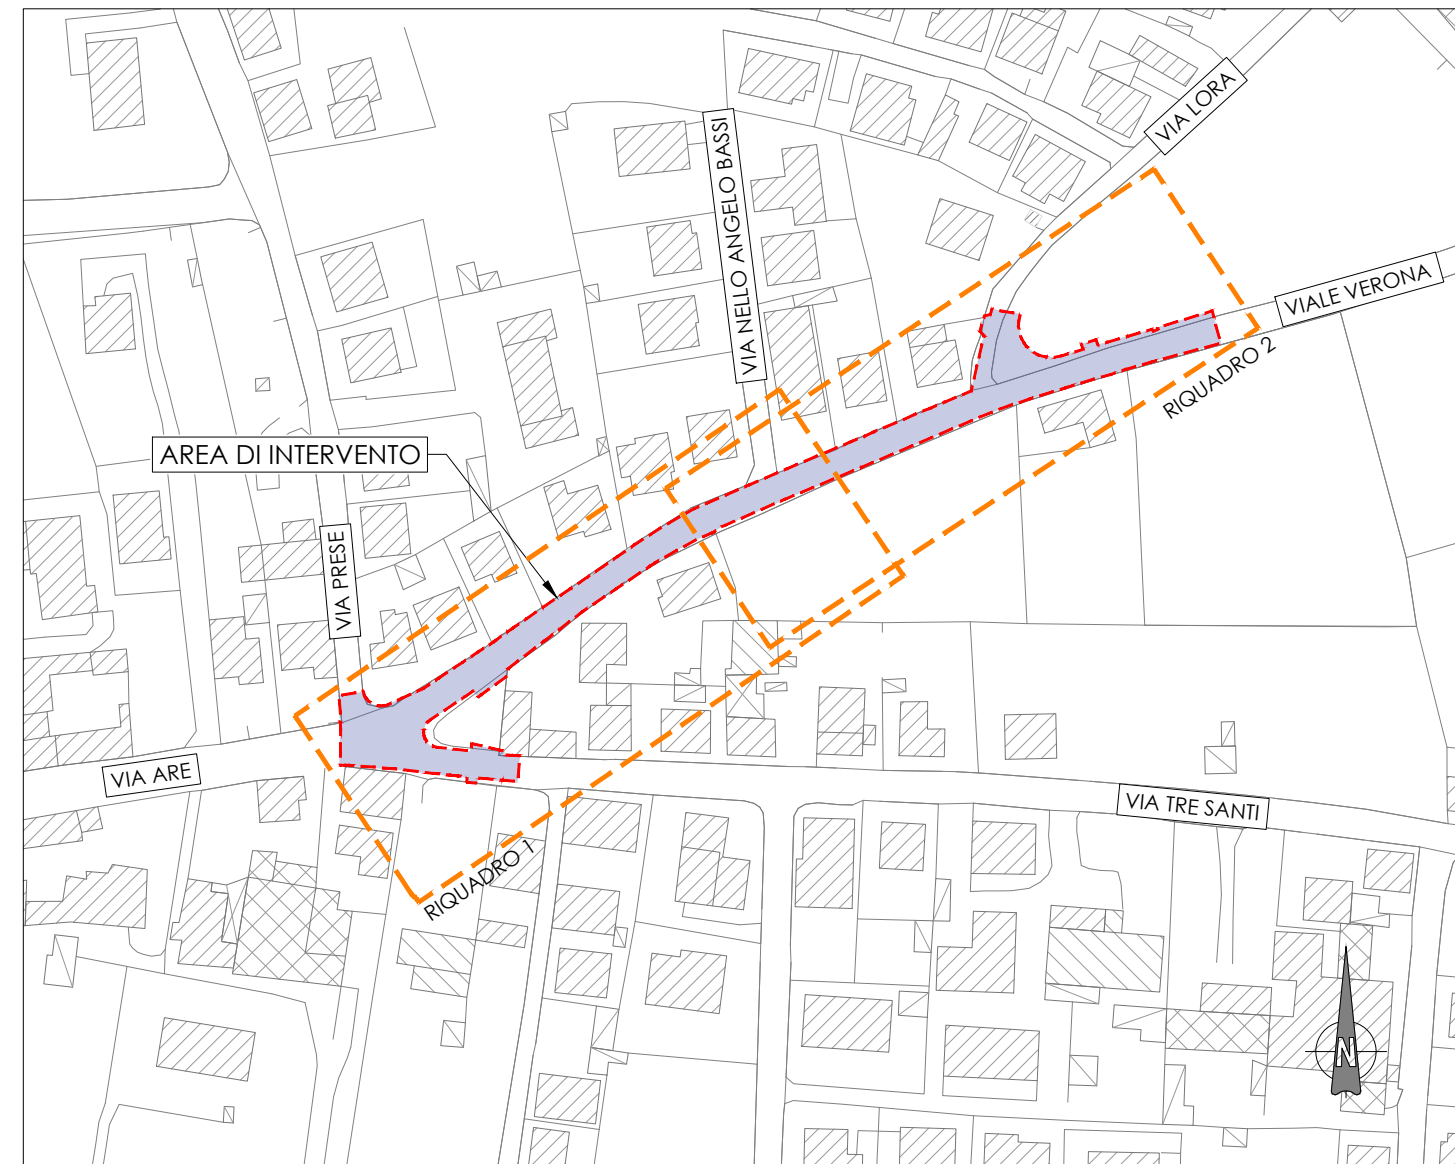 VIA LORA
VIA NELLO ANGELO BASSI
VIALE VERONA
RIQUADRO 2
AREA DI INTERVENTO
VIA PRESE
VIA ARE
VIA TRE SANTI
RIQUADRO 1
N